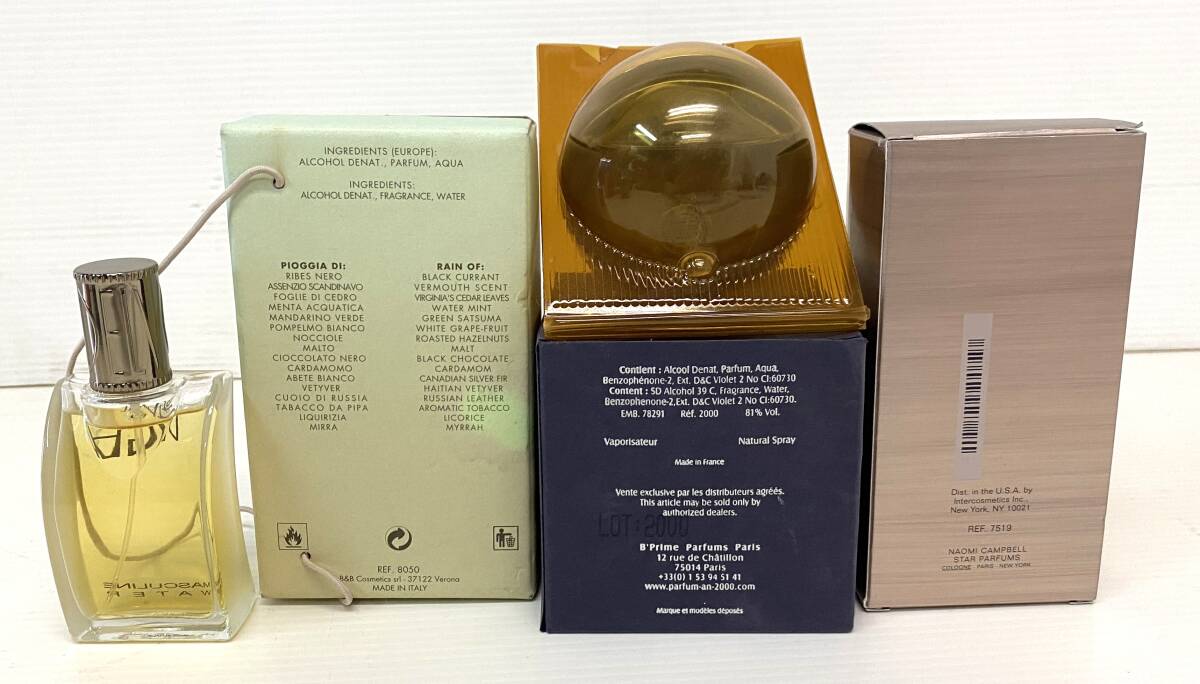 INGREDIENTS (EUROPE):
ALCOHOL DENAT., PARFUM, AQUA
INGREDIENTS:
ALCOHOL DENAT., FRAGRANCE, WATER
PIOGGIA DI:
RIBES NERO
ASSENZIO SCANDINAVO
FOGLIE DI CEDRO
MENTA ACQUATICA
MANDARINO VERDE
POMPELMO BIANCO
NOCCIOLE
MALTO
CIOCCOLATO NERO
CARDAMOMO
ABETE BIANCO
VETYVER
CUOIO DI RUSSIA
TABACCO DA PIPA
LIQUIRIZIA
MIRRA
RAIN OF:
BLACK CURRANT
VERMOUTH SCENT
VIRGINIA'S CEDAR LEAVES
WATER MINT
GREEN SATSUMA
WHITE GRAPE-FRUIT
ROASTED HAZELNUTS
MALT
BLACK CHOCOLATE
CARDAMOM
CANADIAN SILVER FIR
HAITIAN VETYVER
RUSSIAN LEATHER
AROMATIC TOBACCO
LICORICE
MYRRAH
REF. 8050
B&B Cosmetics srl - 37122 Verona
MADE IN ITALY
MASCULINE
WATER
Contient : Alcool Denat, Parfum, Aqua,
Benzophénone-2, Ext. D&C Violet 2 No CI:60730
Content : SD Alcohol 39 C, Fragrance, Water,
Benzophenone-2,Ext. D&C Violet 2 No CI:60730.
EMB. 78291 Réf. 2000 81% Vol.
Vaporisateur Natural Spray
Made in France
Vente exclusive par les distributeurs agréés.
This article may be sold only by
authorized dealers.
LOT:2000
B'Prime Parfums Paris
12 rue de Châtillon
75014 Paris
+33(0) 1 53 94 51 41
www.parfum-an-2000.com
Marque et modèles déposés
Dist. in the U.S.A. by
Intercosmetics Inc.,
New York, NY 10021
REF. 7519
NAOMI CAMPBELL
STAR PARFUMS
COLOGNE PARIS NEW YORK